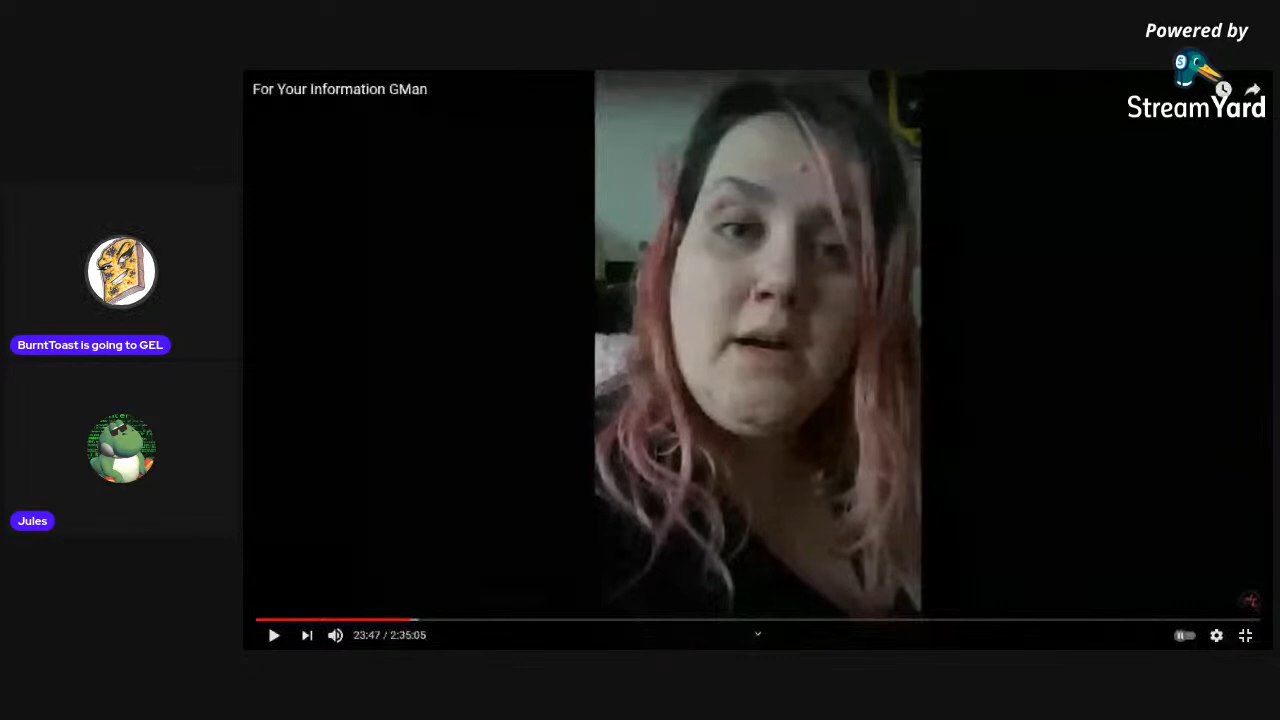 Powered by
StreamYard
For Your Information GMan
BurntToast is going to GEL
Jules
23:47 / 2:35:05